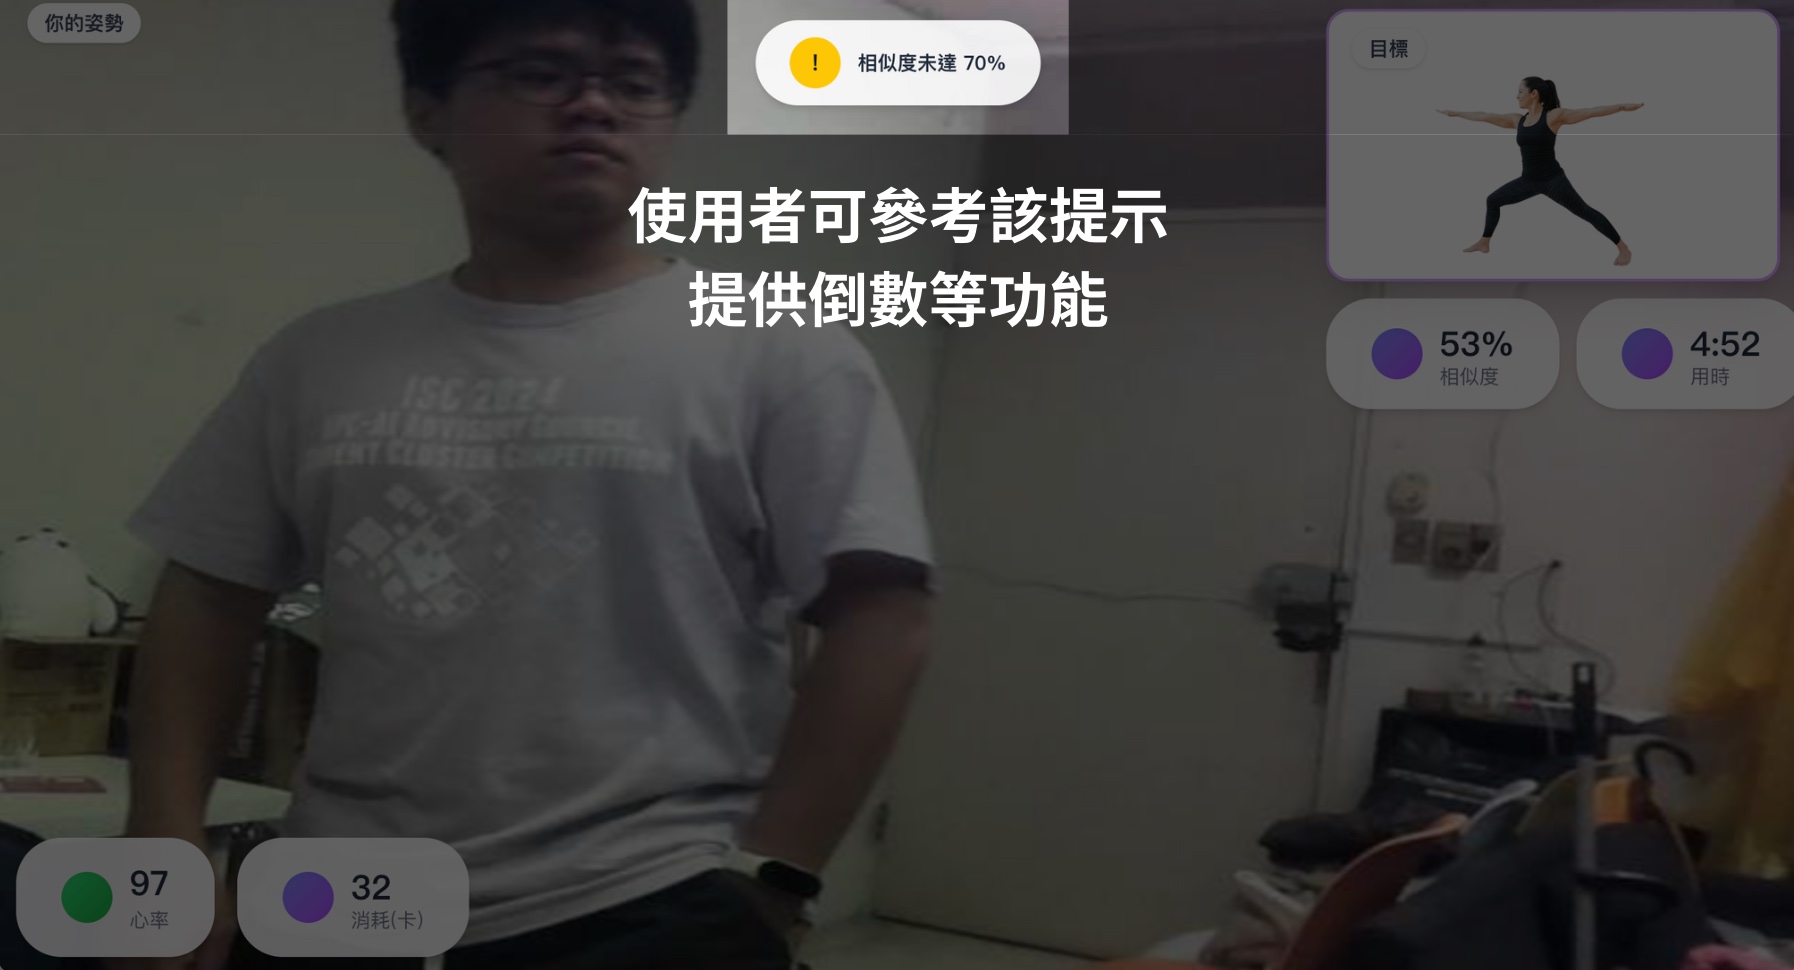 你的姿勢
! 相似度未達 70%
目標
使用者可參考該提示
提供倒數等功能
53%
相似度
4:52
用時
ISC 2024
HPC-AI ADVISORY COUNCIL
STUDENT CLUSTER COMPETITION
97
心率
32
消耗(卡)